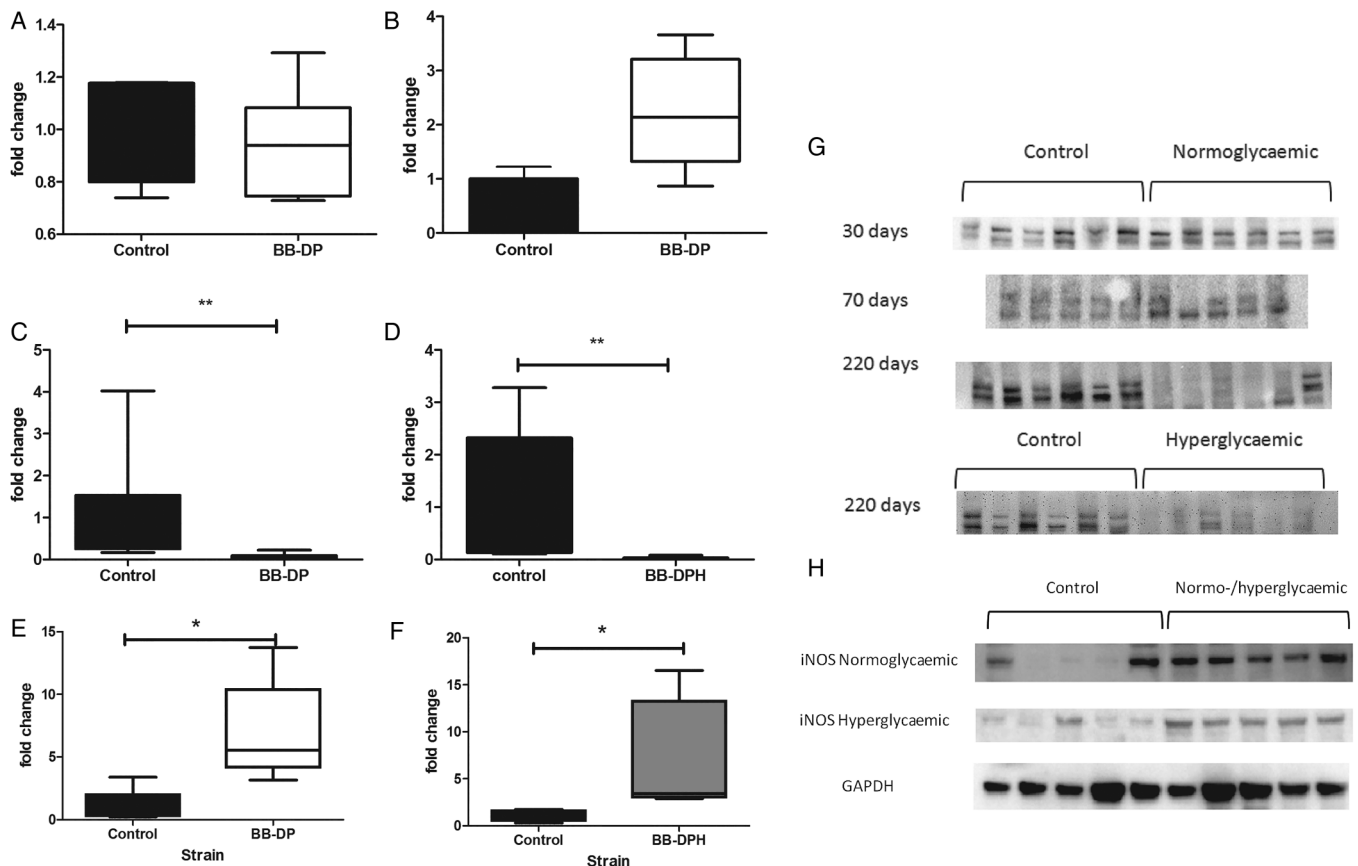 A
fold change
1.4
1.2
1.0
0.8
0.6
Control
BB-DP
B
fold change
4
3
2
1
0
Control
BB-DP
C
**
fold change
5
4
3
2
1
0
Control
BB-DP
D
**
fold change
4
3
2
1
0
control
BB-DPH
E
*
fold change
15
10
5
0
Control
BB-DP
Strain
F
*
fold change
20
15
10
5
0
Control
BB-DPH
Strain
G
Control
Normoglycaemic
30 days
70 days
220 days
Control
Hyperglycaemic
220 days
H
Control
Normo-/hyperglycaemic
iNOS Normoglycaemic
iNOS Hyperglycaemic
GAPDH